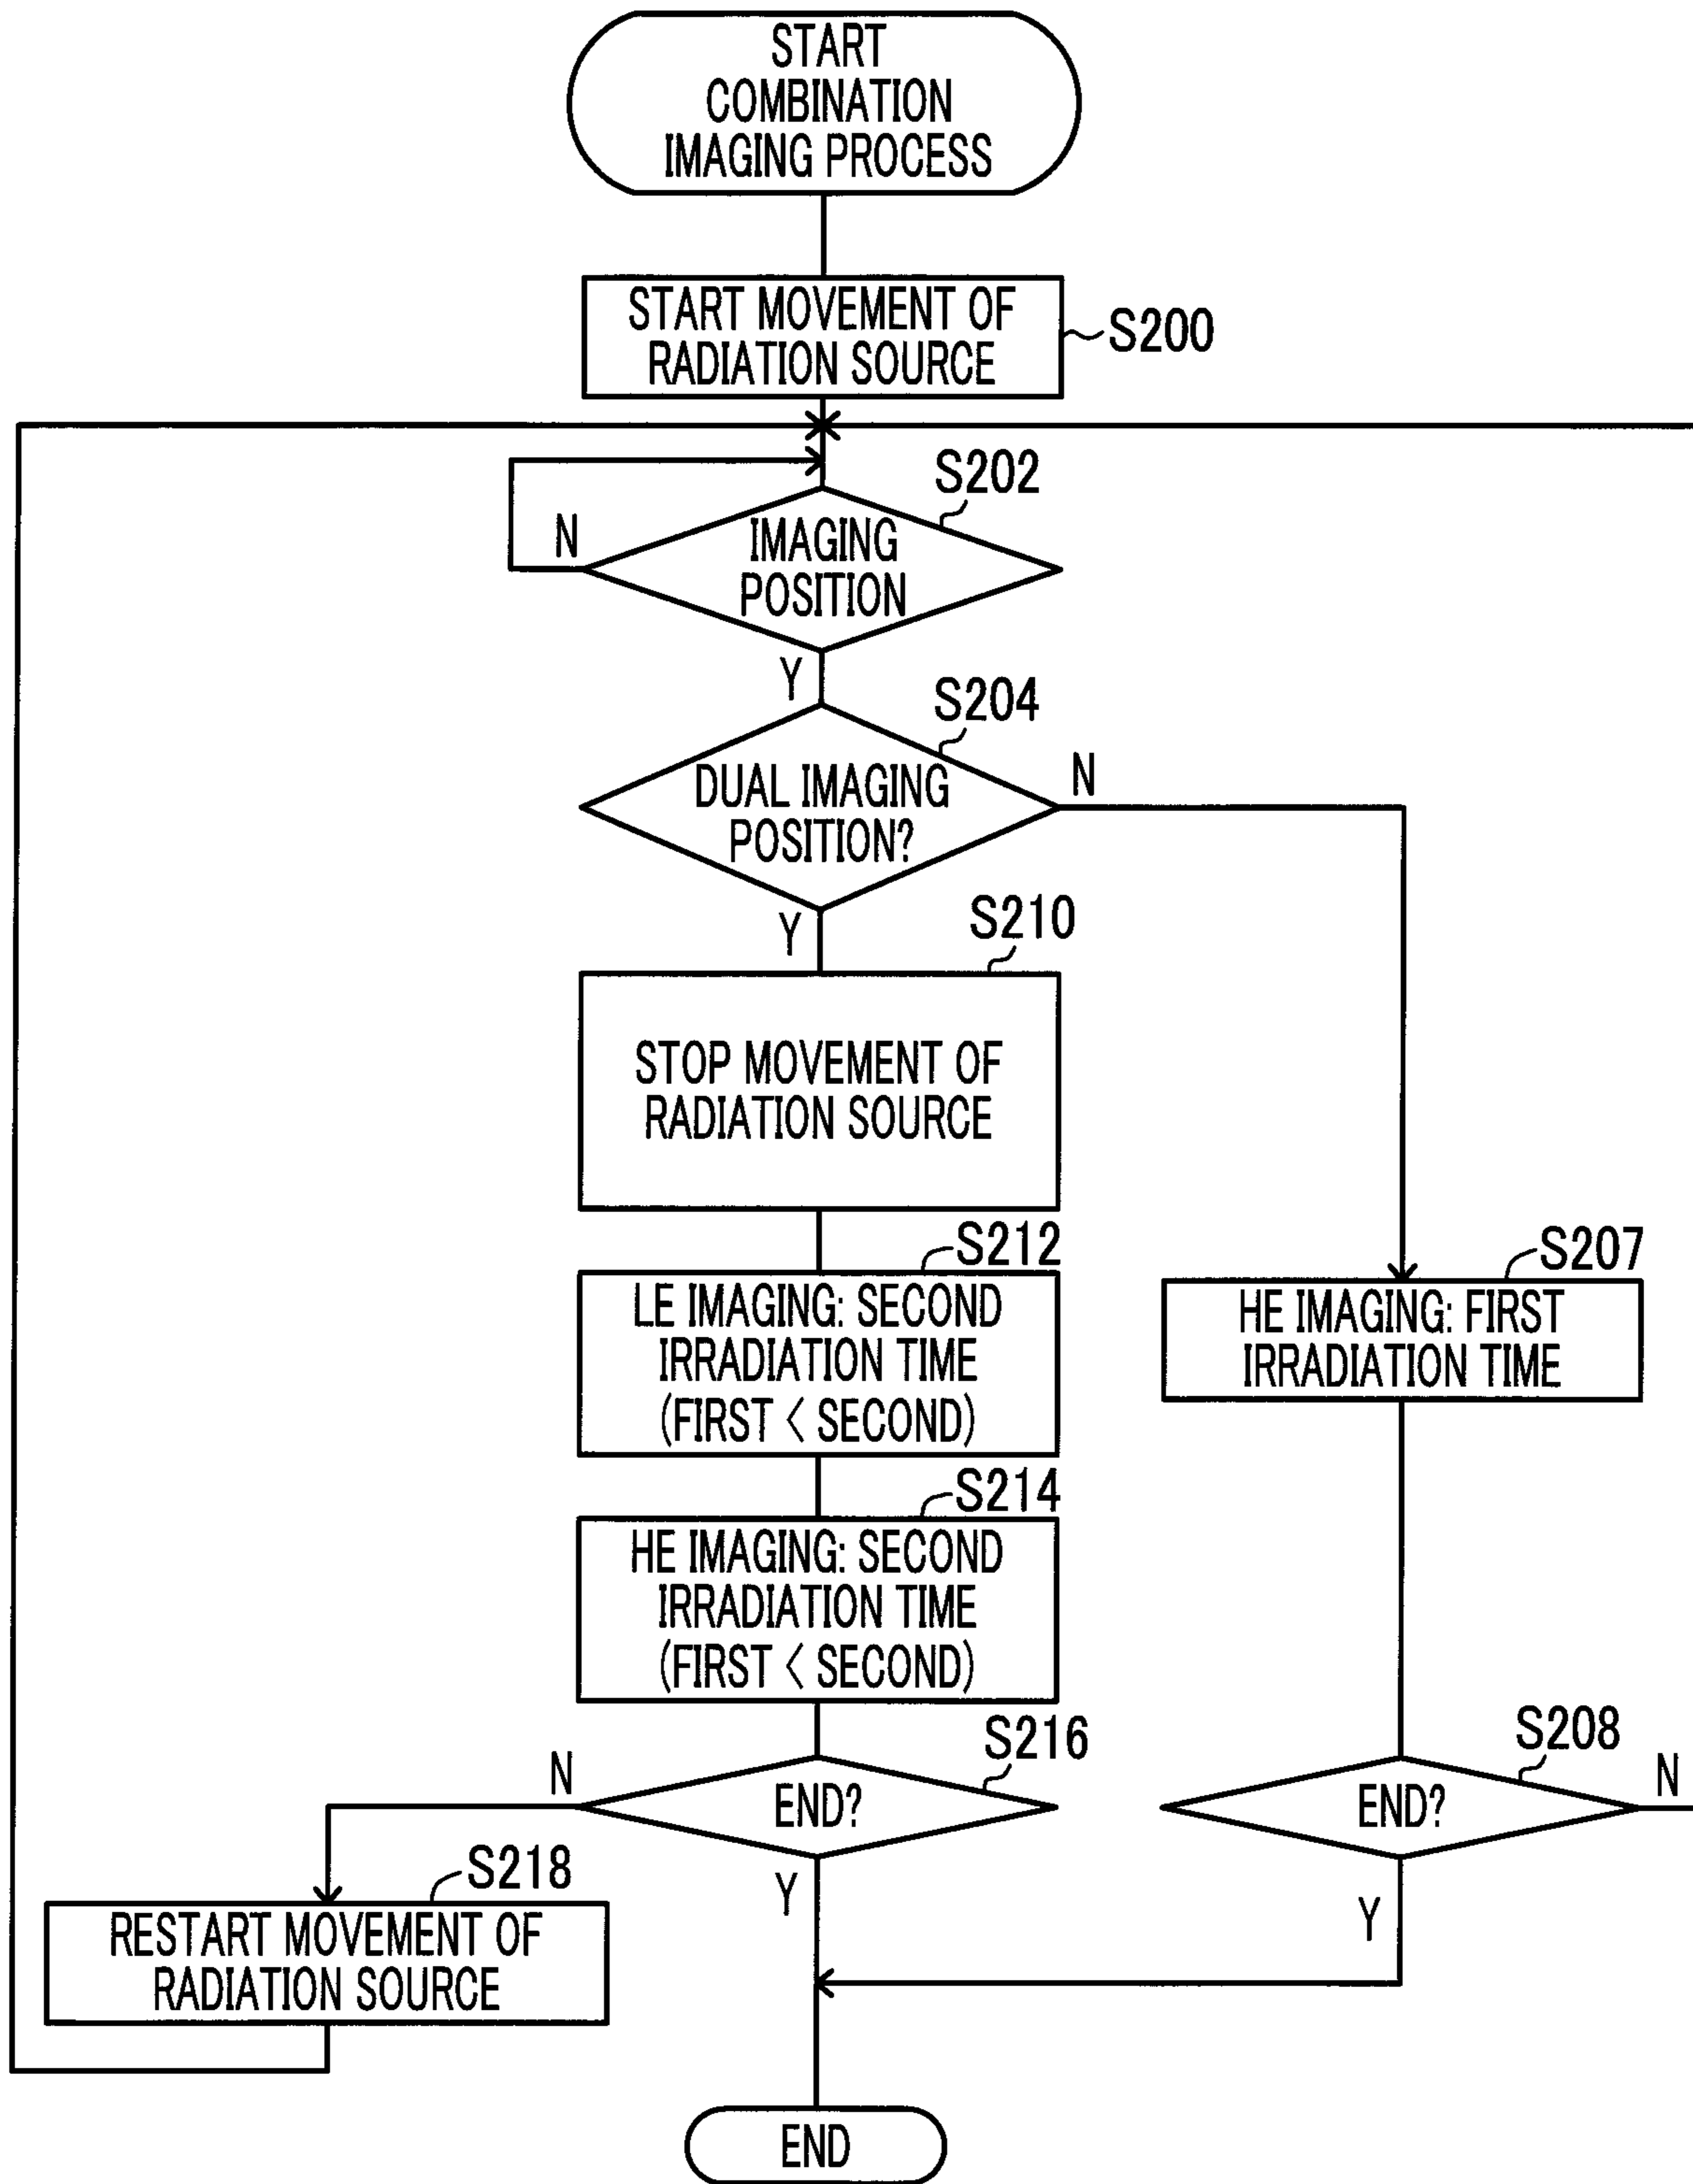 START
COMBINATION
IMAGING PROCESS
START MOVEMENT OF
RADIATION SOURCE
S200
S202
N
IMAGING
POSITION
Y
S204
DUAL IMAGING
POSITION?
N
Y
S210
STOP MOVEMENT OF
RADIATION SOURCE
S212
LE IMAGING: SECOND
IRRADIATION TIME
(FIRST < SECOND)
S207
HE IMAGING: FIRST
IRRADIATION TIME
S214
HE IMAGING: SECOND
IRRADIATION TIME
(FIRST < SECOND)
S216
N
END?
Y
S208
END?
N
Y
S218
RESTART MOVEMENT OF
RADIATION SOURCE
END